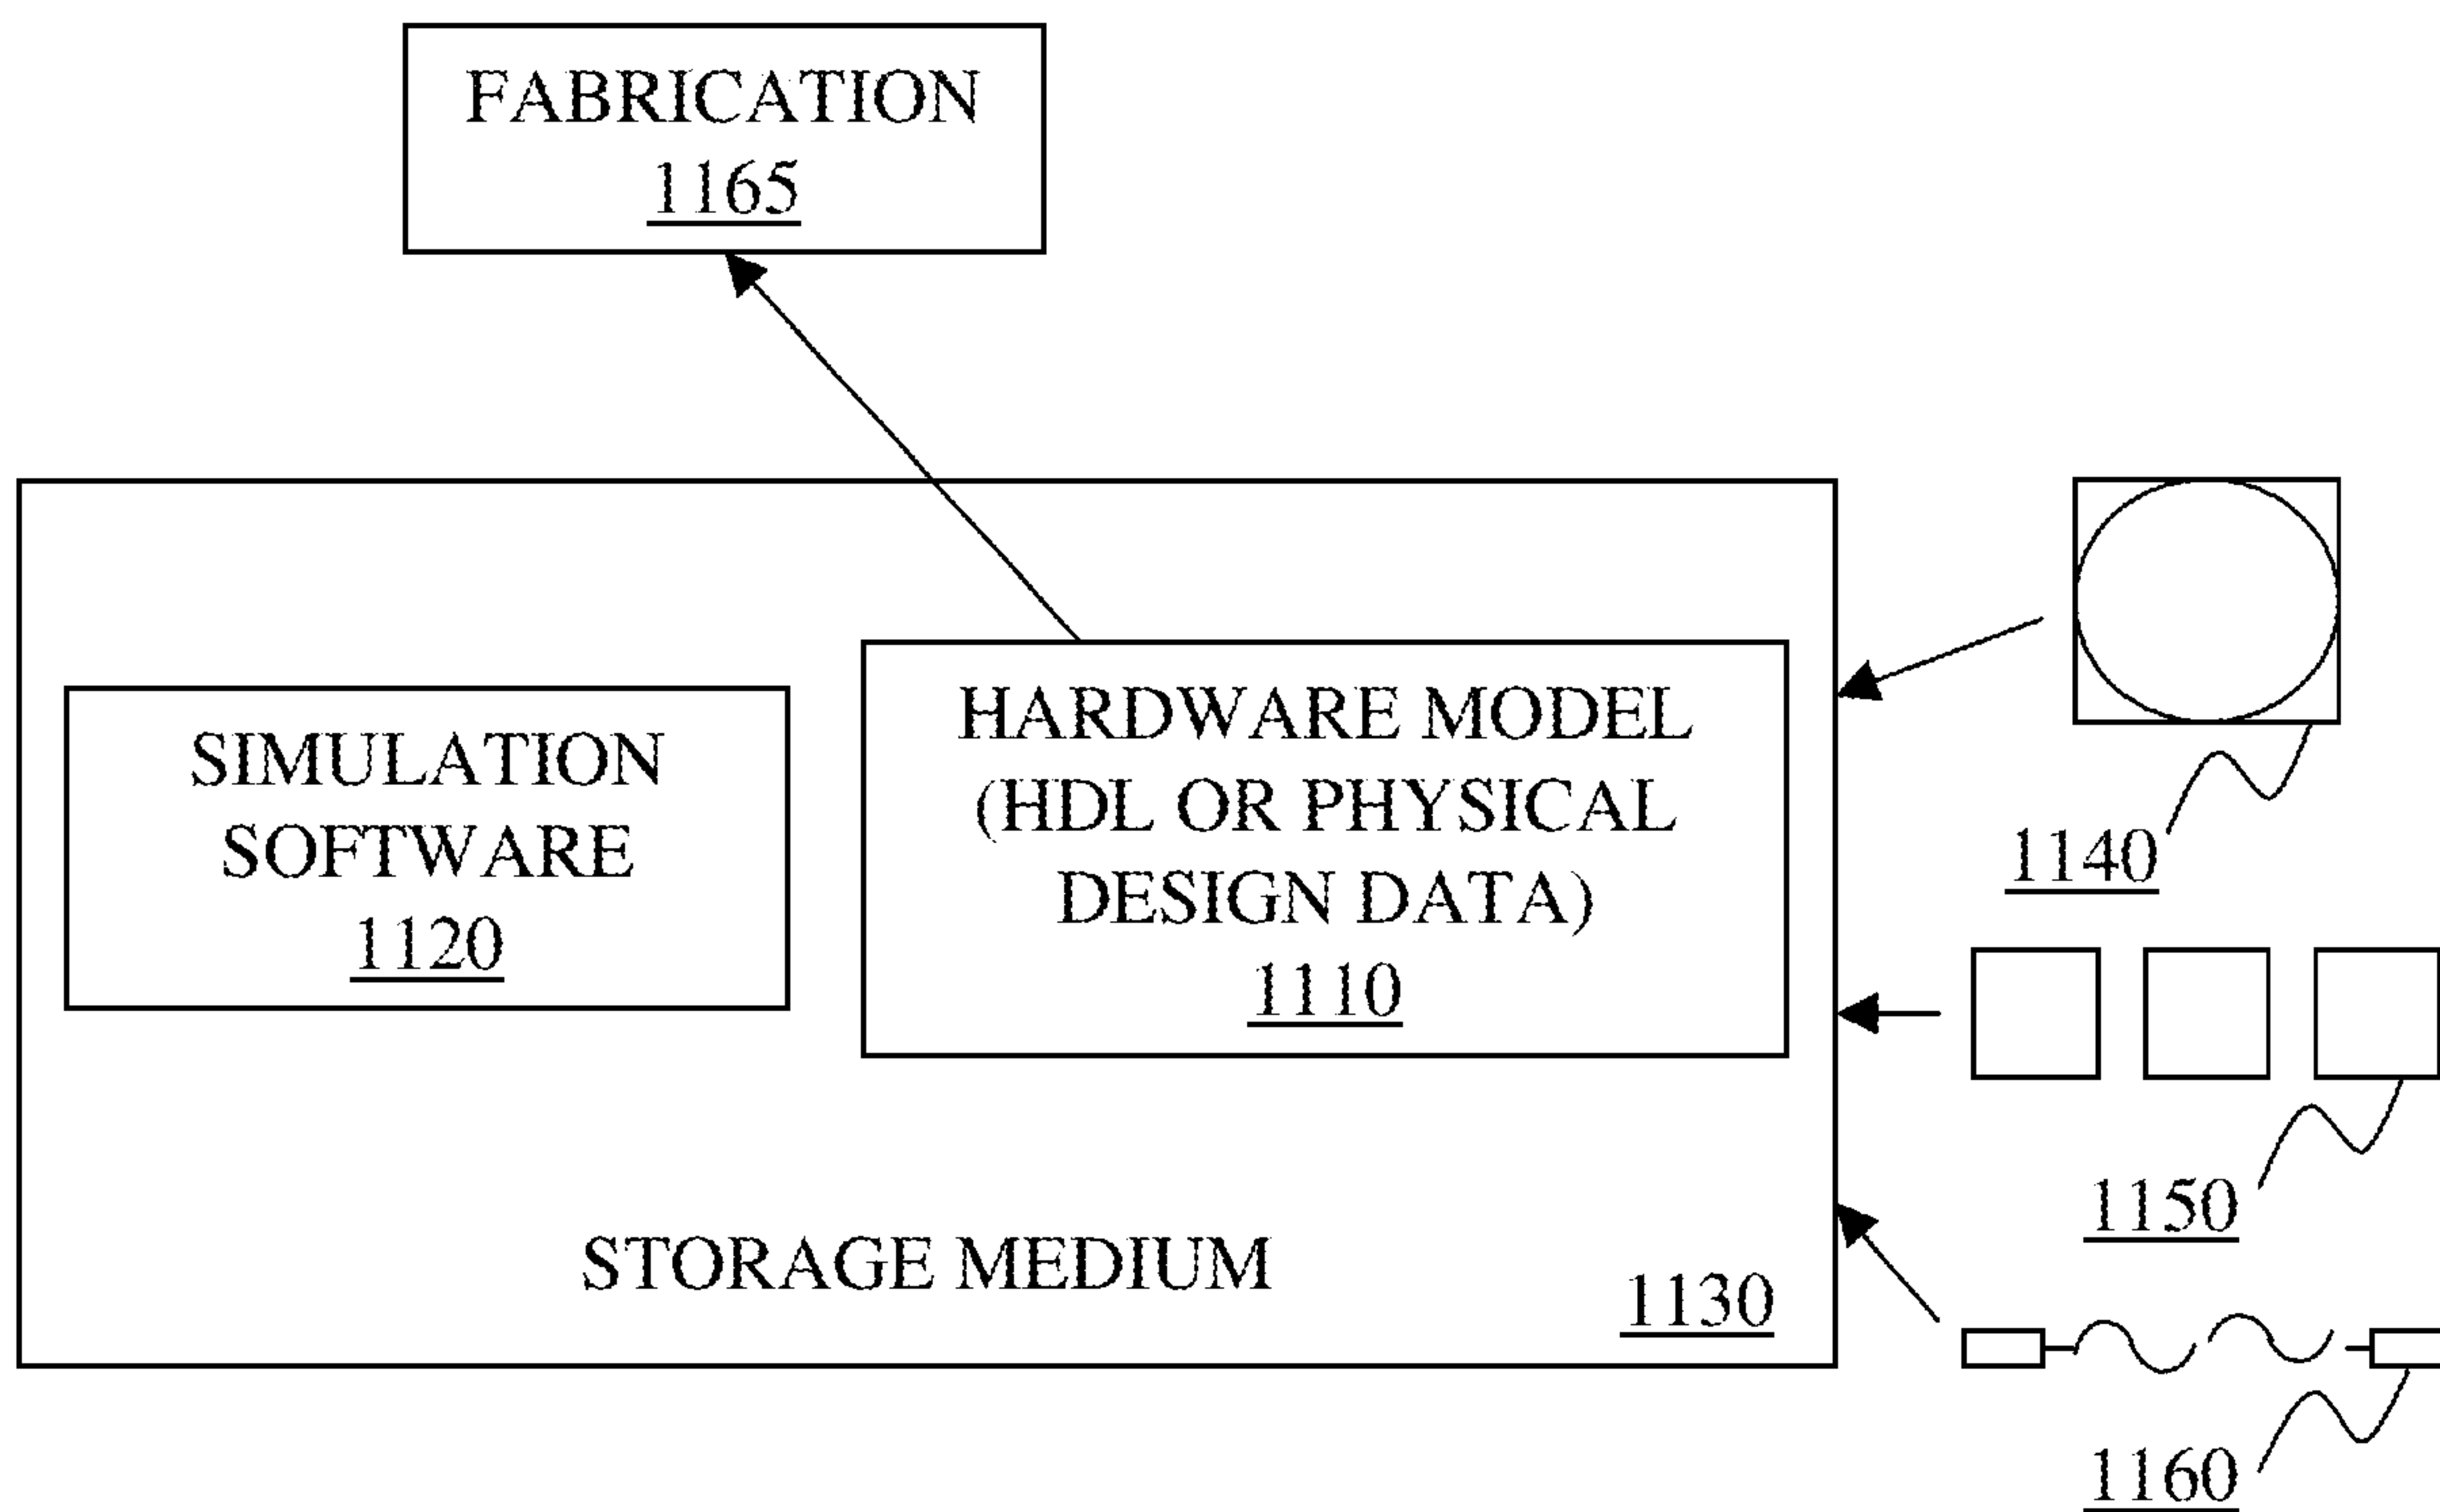 FABRICATION
1165
SIMULATION
SOFTWARE
1120
HARDWARE MODEL
(HDL OR PHYSICAL
DESIGN DATA)
1110
STORAGE MEDIUM
1130
1140
1150
1160